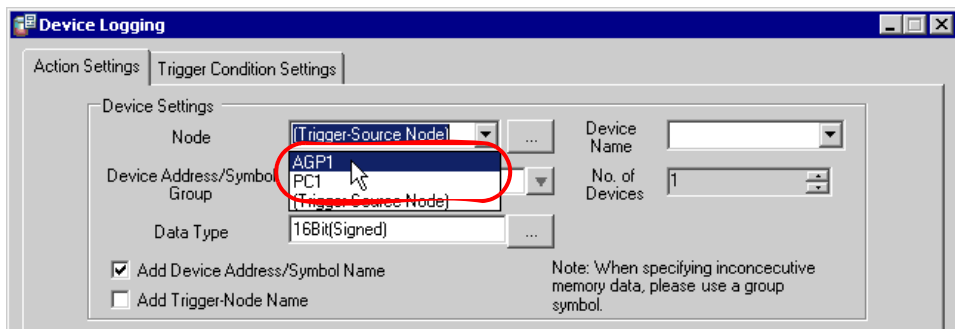 Device Logging
Action Settings
Trigger Condition Settings
Device Settings
Node
(Trigger-Source Node)
...
Device
Name
AGP1
PC1
(Trigger-Source Node)
Device Address/Symbol
Group
No. of
Devices
1
Data Type
16Bit(Signed)
...
Add Device Address/Symbol Name
Add Trigger-Node Name
Note: When specifying inconcecutive
memory data, please use a group
symbol.